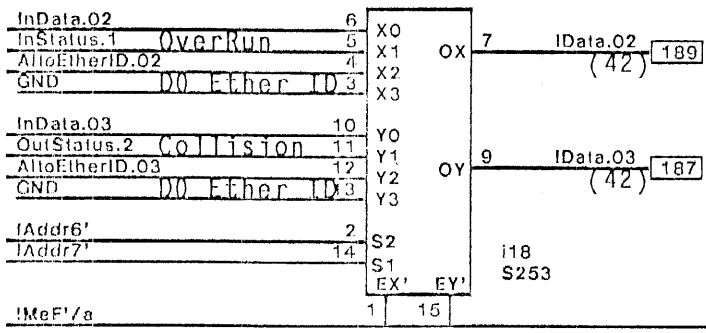 InData.02 6 X0
InStatus.1 OverRun 5 X1 OX 7 IData.02 189
AltoEtherID.02 4 X2 (42)
GND D0 Ether ID 3 X3
InData.03 10 Y0
OutStatus.2 Collision 11 Y1 9 IData.03
AltoEtherID.03 12 Y2 OY 187
GND D0 Ether ID 13 Y3 (42)
IAddr6' 2 S2
IAddr7' 14 S1 i18
EX' EY' S253
IMeF'/a 1 15